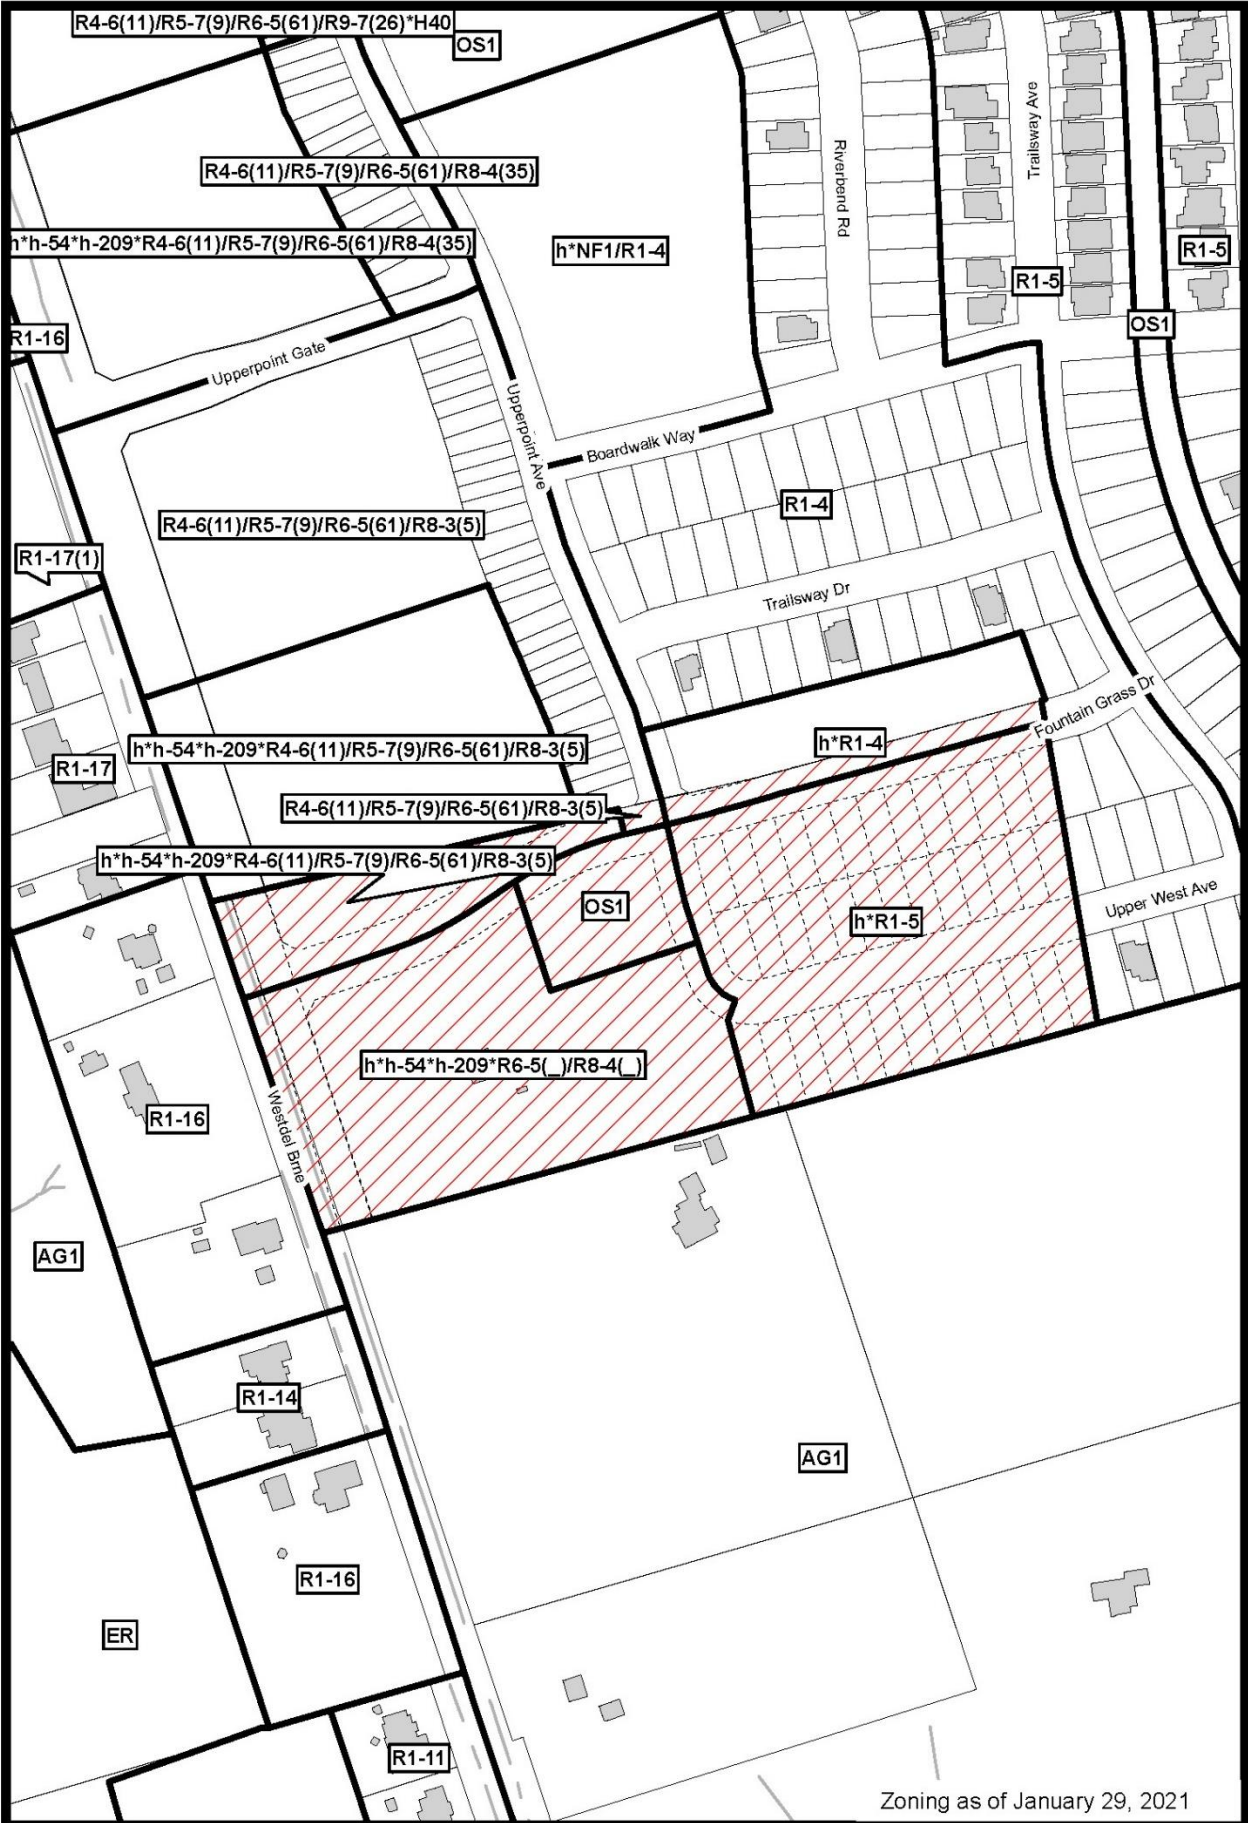 R4-6(11)/R5-7(9)/R6-5(61)/R9-7(26)*H40
OS1
R4-6(11)/R5-7(9)/R6-5(61)/R8-4(35)
h*h-54*h-209*R4-6(11)/R5-7(9)/R6-5(61)/R8-4(35)
h*NF1/R1-4
Riverbend Rd
Trailsway Ave
R1-5
R1-5
OS1
R1-16
Upperpoint Gate
Upperpoint Ave
Boardwalk Way
R1-4
R4-6(11)/R5-7(9)/R6-5(61)/R8-3(5)
R1-17(1)
Trailsway Dr
Fountain Grass Dr
h*R1-4
h*h-54*h-209*R4-6(11)/R5-7(9)/R6-5(61)/R8-3(5)
R1-17
R4-6(11)/R5-7(9)/R6-5(61)/R8-3(5)
h*h-54*h-209*R4-6(11)/R5-7(9)/R6-5(61)/R8-3(5)
OS1
h*R1-5
Upper West Ave
h*h-54*h-209*R6-5(_)/R8-4(_)
R1-16
Westdel Brne
AG1
R1-14
AG1
R1-16
ER
R1-11
Zoning as of January 29, 2021